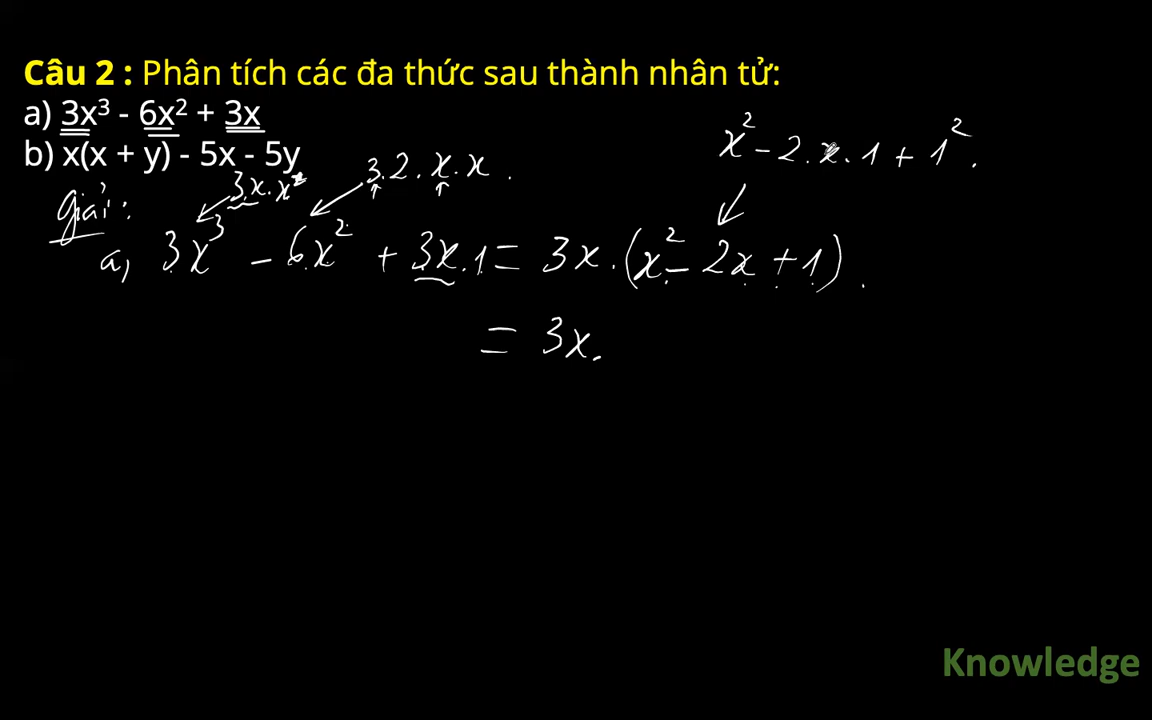 Câu 2 : Phân tích các đa thức sau thành nhân tử:
a) 3x³ - 6x² + 3x
b) x(x + y) - 5x - 5y
x² - 2.x.1 + 1².
3.2.x.x.
3x.x²
Giải:
a, 3x³ - 6x² + 3x.1 = 3x.(x² - 2x + 1).
= 3x.
Knowledge